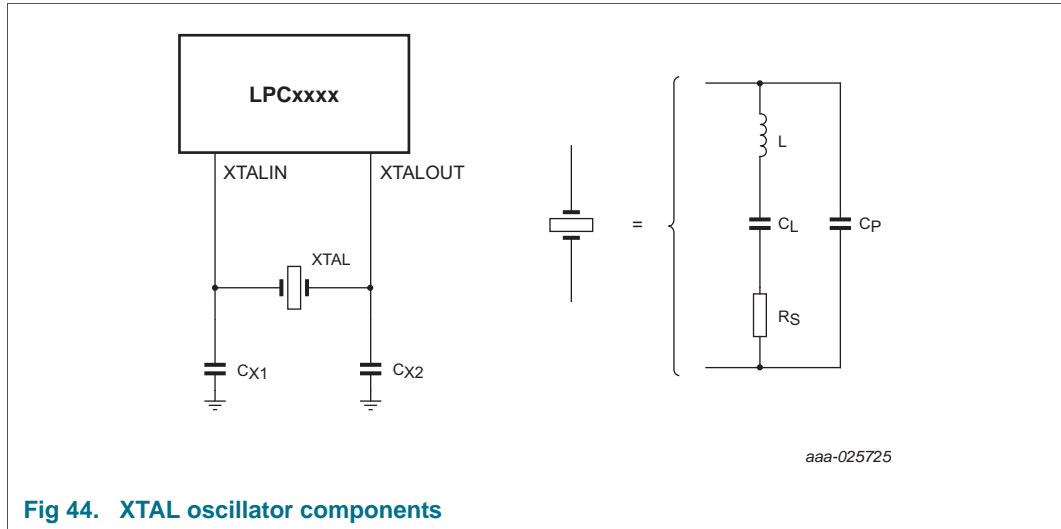 LPCxxxx
XTALIN
XTALOUT
XTAL
CX1
CX2
=
L
CL
CP
RS
aaa-025725
Fig 44. XTAL oscillator components